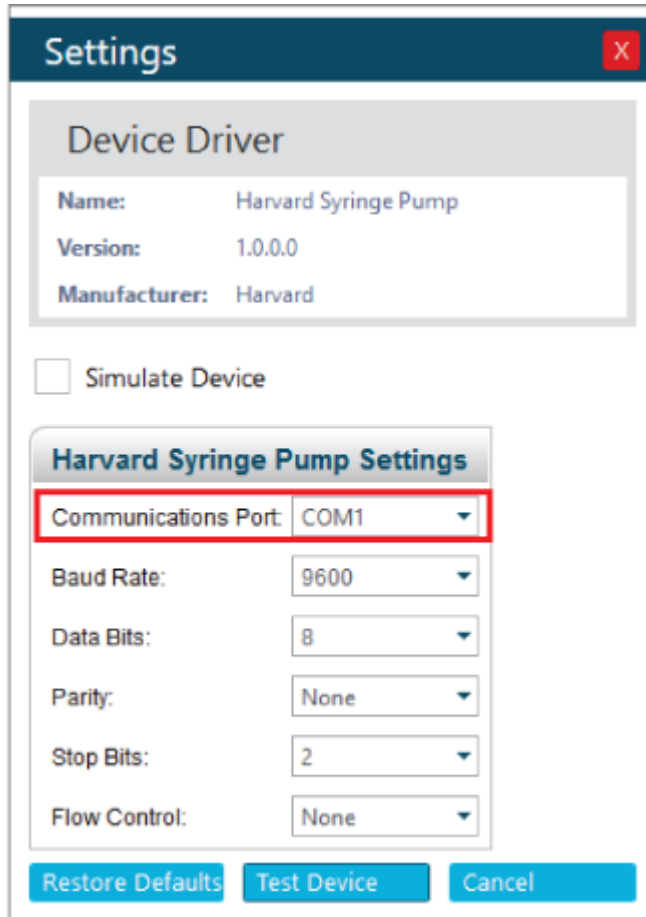 Settings X
Device Driver
Name: Harvard Syringe Pump
Version: 1.0.0.0
Manufacturer: Harvard
Simulate Device
Harvard Syringe Pump Settings
Communications Port: COM1
Baud Rate: 9600
Data Bits: 8
Parity: None
Stop Bits: 2
Flow Control: None
Restore Defaults Test Device Cancel